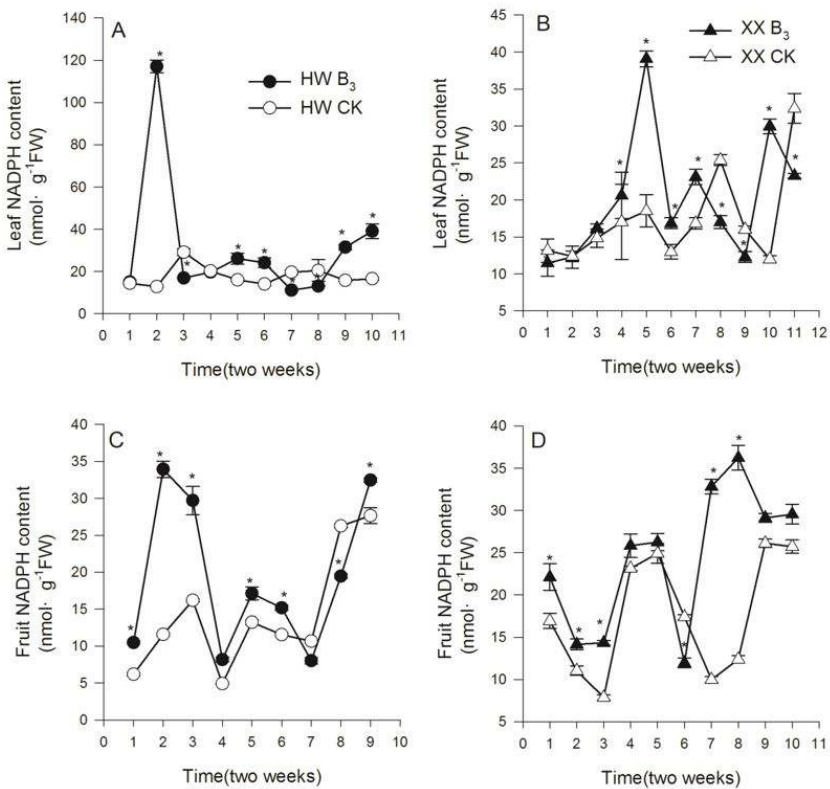 A
HW B3
HW CK
Leaf NADPH content
(nmol· g-1FW)
140
120
100
80
60
40
20
0
0 1 2 3 4 5 6 7 8 9 10 11
Time(two weeks)
B
XX B3
XX CK
Leaf NADPH content
(nmol· g-1FW)
45
40
35
30
25
20
15
10
5
0 1 2 3 4 5 6 7 8 9 10 11 12
Time(two weeks)
C
Fruit NADPH content
(nmol· g-1FW)
40
35
30
25
20
15
10
5
0
0 1 2 3 4 5 6 7 8 9 10
Time(two weeks)
D
Fruit NADPH content
(nmol· g-1FW)
40
35
30
25
20
15
10
5
0 1 2 3 4 5 6 7 8 9 10 11
Time(two weeks)